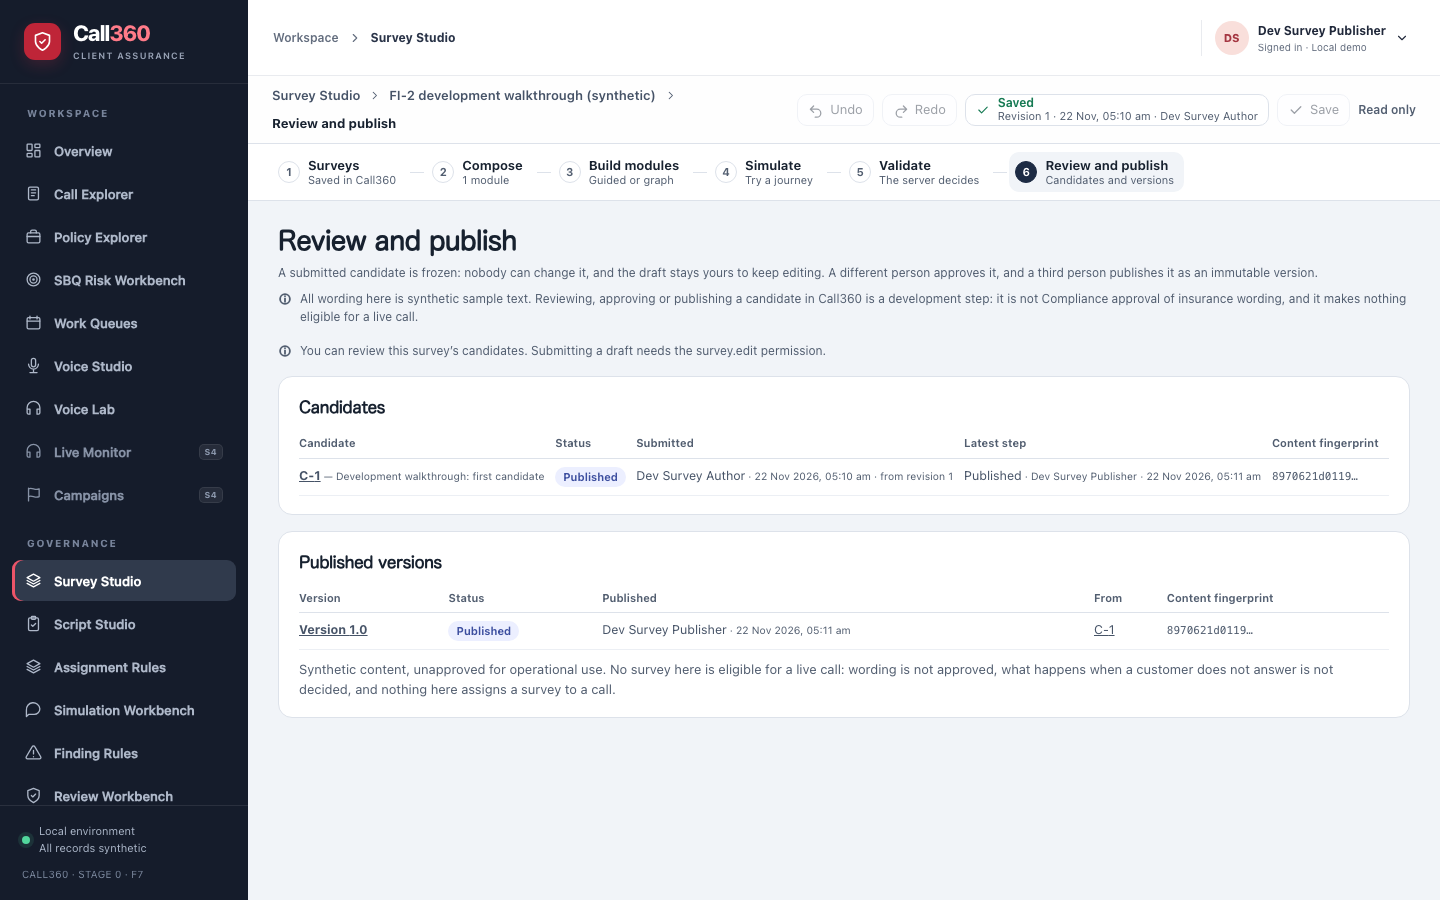 Call360
CLIENT ASSURANCE
WORKSPACE
Overview
Call Explorer
Policy Explorer
SBQ Risk Workbench
Work Queues
Voice Studio
Voice Lab
Live Monitor S4
Campaigns S4
GOVERNANCE
Survey Studio
Script Studio
Assignment Rules
Simulation Workbench
Finding Rules
Review Workbench
Local environment
All records synthetic
CALL360 · STAGE 0 · F7
Workspace > Survey Studio
DS
Dev Survey Publisher
Signed in · Local demo
Survey Studio > FI-2 development walkthrough (synthetic) >
Review and publish
Undo
Redo
Saved
Revision 1 · 22 Nov, 05:10 am · Dev Survey Author
Save
Read only
1 Surveys
Saved in Call360
2 Compose
1 module
3 Build modules
Guided or graph
4 Simulate
Try a journey
5 Validate
The server decides
6 Review and publish
Candidates and versions
Review and publish
A submitted candidate is frozen: nobody can change it, and the draft stays yours to keep editing. A different person approves it, and a third person publishes it as an immutable version.
All wording here is synthetic sample text. Reviewing, approving or publishing a candidate in Call360 is a development step: it is not Compliance approval of insurance wording, and it makes nothing
eligible for a live call.
You can review this survey's candidates. Submitting a draft needs the survey.edit permission.
Candidates
Candidate Status Submitted Latest step Content fingerprint
C-1 — Development walkthrough: first candidate Published Dev Survey Author · 22 Nov 2026, 05:10 am · from revision 1 Published · Dev Survey Publisher · 22 Nov 2026, 05:11 am 8970621d0119…
Published versions
Version Status Published From Content fingerprint
Version 1.0 Published Dev Survey Publisher · 22 Nov 2026, 05:11 am C-1 8970621d0119…
Synthetic content, unapproved for operational use. No survey here is eligible for a live call: wording is not approved, what happens when a customer does not answer is not
decided, and nothing here assigns a survey to a call.